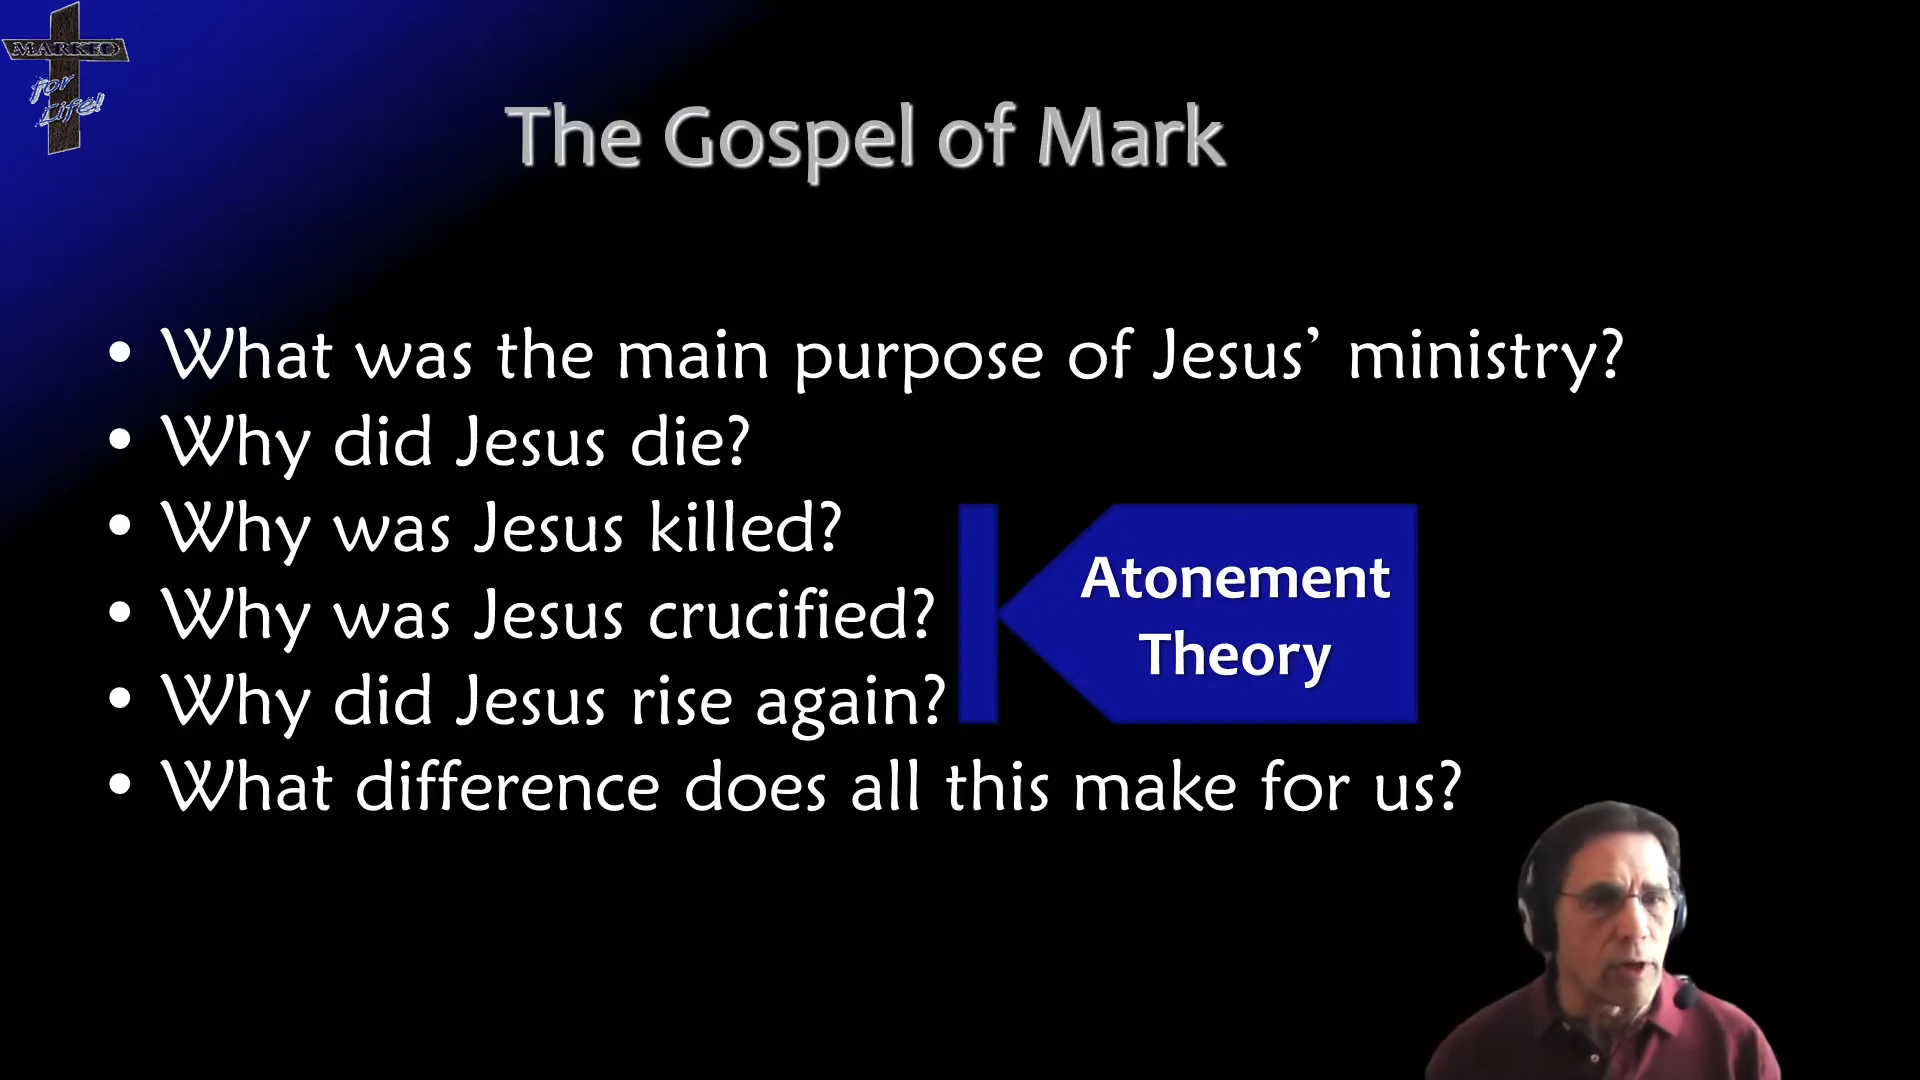 MARKED
for
Life!
The Gospel of Mark
• What was the main purpose of Jesus’ ministry?
• Why did Jesus die?
• Why was Jesus killed?
• Why was Jesus crucified?
• Why did Jesus rise again?
• What difference does all this make for us?
Atonement
Theory